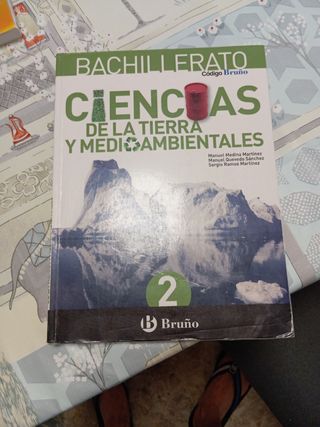 BACHILLERATO
Código Bruño
CIENCIAS
DE LA TIERRA
Y MEDIOAMBIENTALES
Manuel Medina Martínez
Manuel Quevedo Sánchez
Sergio Ramos Martínez
2
B Bruño